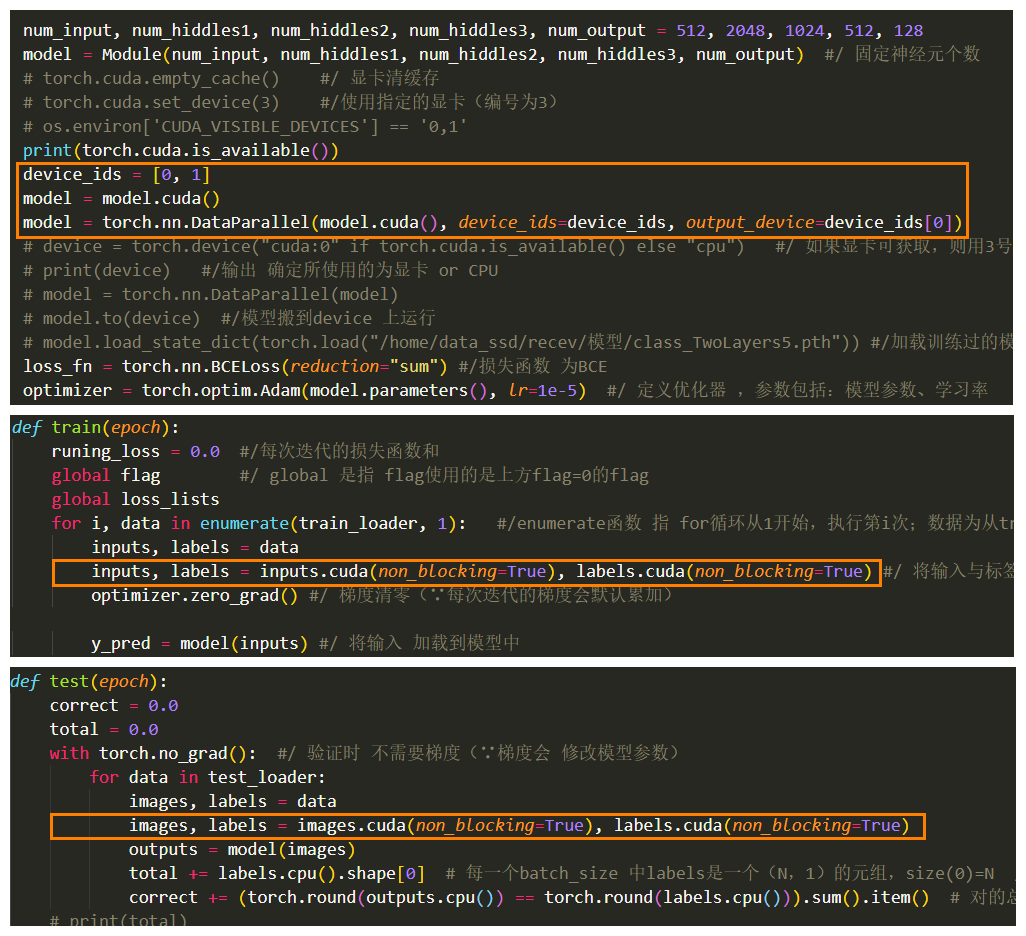 num_input, num_hiddles1, num_hiddles2, num_hiddles3, num_output = 512, 2048, 1024, 512, 128
model = Module(num_input, num_hiddles1, num_hiddles2, num_hiddles3, num_output)  #/ 固定神经元个数
# torch.cuda.empty_cache()    #/ 显卡清缓存
# torch.cuda.set_device(3)    #/使用指定的显卡（编号为3）
# os.environ['CUDA_VISIBLE_DEVICES'] == '0,1'
print(torch.cuda.is_available())
device_ids = [0, 1]
model = model.cuda()
model = torch.nn.DataParallel(model.cuda(), device_ids=device_ids, output_device=device_ids[0])
# device = torch.device("cuda:0" if torch.cuda.is_available() else "cpu")   #/ 如果显卡可获取，则用3号
# print(device)   #/输出 确定所使用的为显卡 or CPU
# model = torch.nn.DataParallel(model)
# model.to(device)  #/模型搬到device 上运行
# model.load_state_dict(torch.load("/home/data_ssd/recev/模型/class_TwoLayers5.pth")) #/加载训练过的模
loss_fn = torch.nn.BCELoss(reduction="sum") #/损失函数 为BCE
optimizer = torch.optim.Adam(model.parameters(), lr=1e-5)  #/ 定义优化器 ，参数包括：模型参数、学习率
def train(epoch):
    runing_loss = 0.0  #/每次迭代的损失函数和
    global flag        #/ global 是指 flag使用的是上方flag=0的flag
    global loss_lists
    for i, data in enumerate(train_loader, 1):   #/enumerate函数 指 for循环从1开始，执行第i次；数据为从tr
        inputs, labels = data
        inputs, labels = inputs.cuda(non_blocking=True), labels.cuda(non_blocking=True) #/ 将输入与标签
        optimizer.zero_grad() #/ 梯度清零（∵每次迭代的梯度会默认累加）
        y_pred = model(inputs) #/ 将输入 加载到模型中
def test(epoch):
    correct = 0.0
    total = 0.0
    with torch.no_grad():  #/ 验证时 不需要梯度（∵梯度会 修改模型参数）
        for data in test_loader:
            images, labels = data
            images, labels = images.cuda(non_blocking=True), labels.cuda(non_blocking=True)
            outputs = model(images)
            total += labels.cpu().shape[0]  # 每一个batch_size 中labels是一个（N，1）的元组，size(0)=N
            correct += (torch.round(outputs.cpu()) == torch.round(labels.cpu())).sum().item()  # 对的总
    # print(total)